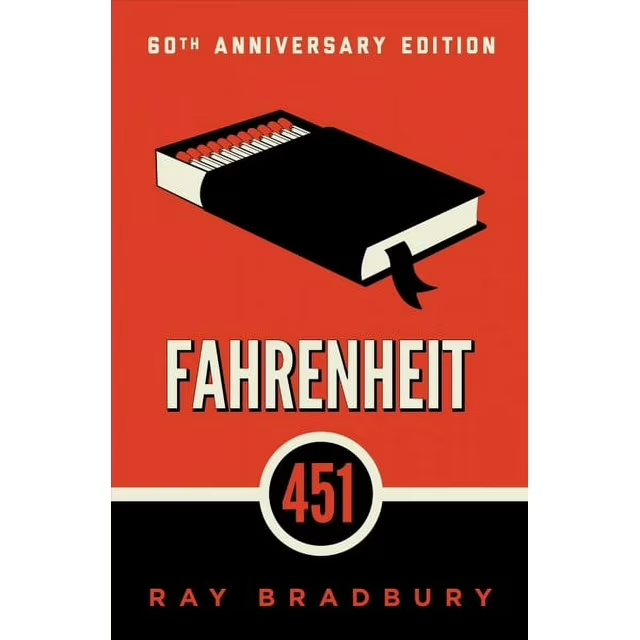 60TH ANNIVERSARY EDITION
FAHRENHEIT
451
RAY BRADBURY